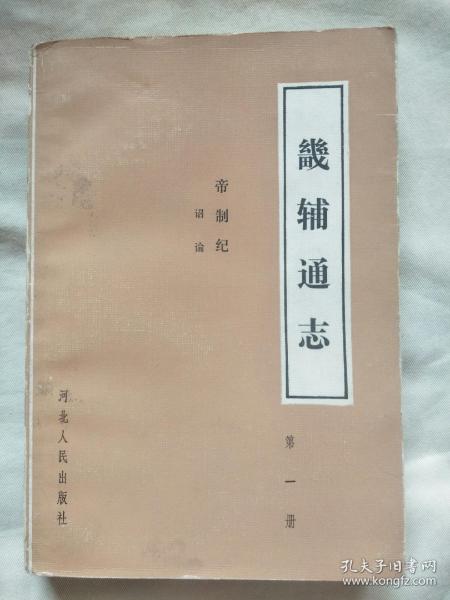 畿辅通志
第一册
帝制纪
诏谕
河北人民出版社
孔夫子旧书网
www.kongfz.com